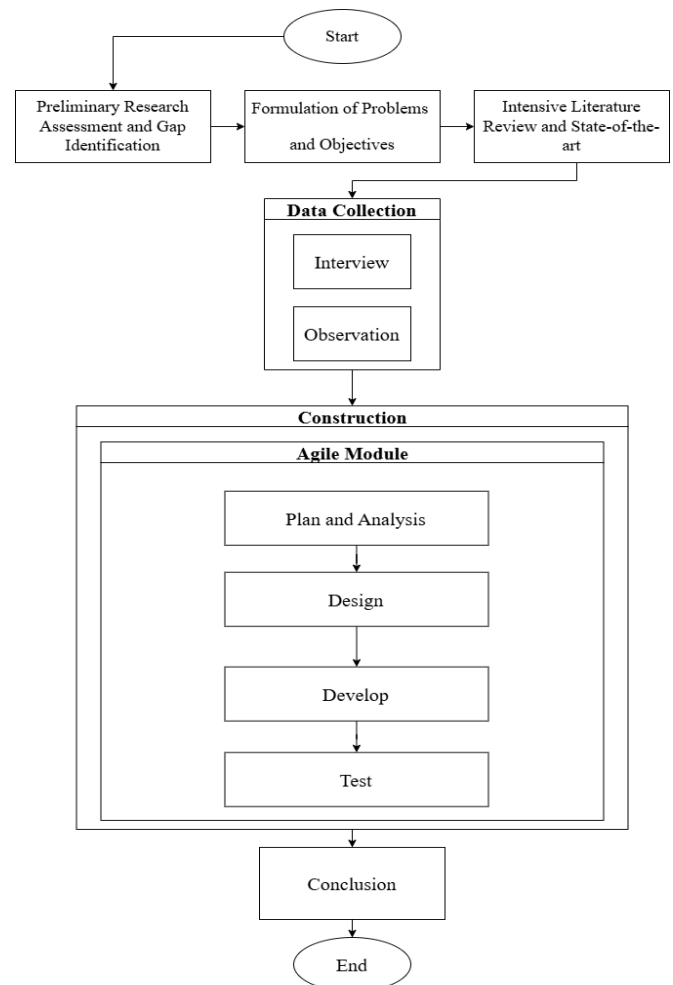 Start
Preliminary Research
Assessment and Gap
Identification
Formulation of Problems
and Objectives
Intensive Literature
Review and State-of-the-
art
Data Collection
Interview
Observation
Construction
Agile Module
Plan and Analysis
Design
Develop
Test
Conclusion
End